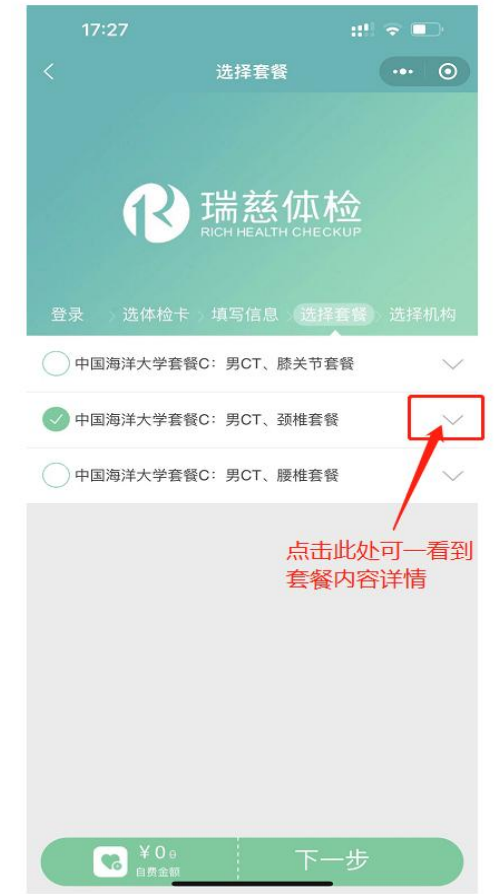 17:27
选择套餐
瑞慈体检
RICH HEALTH CHECKUP
登录 选体检卡 填写信息 选择套餐 选择机构
中国海洋大学套餐C：男CT、膝关节套餐
中国海洋大学套餐C：男CT、颈椎套餐
中国海洋大学套餐C：男CT、腰椎套餐
点击此处可一看到
套餐内容详情
￥0 0
自费金额
下一步